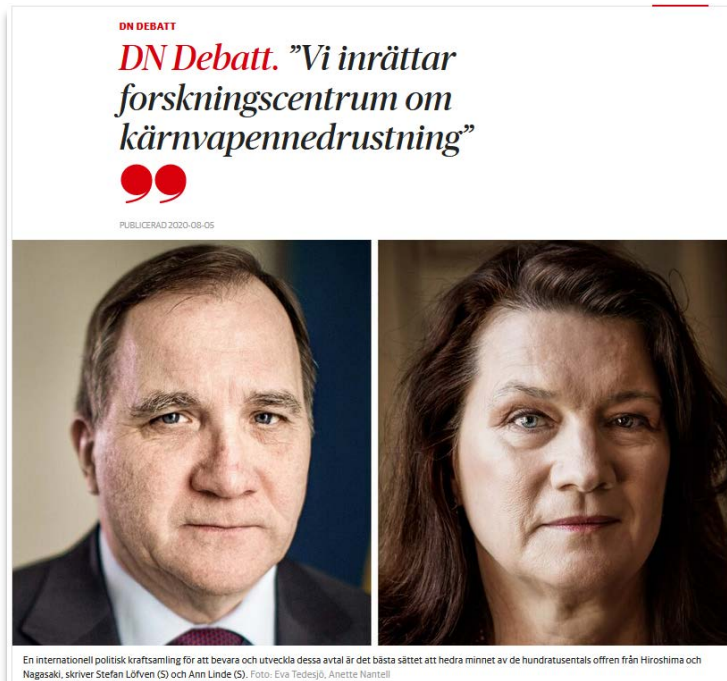 DN DEBATT
DN Debatt. ”Vi inrättar
forskningscentrum om
kärnvapennedrustning”
PUBLICERAD 2020-08-05
En internationell politisk kraftsamling för att bevara och utveckla dessa avtal är det bästa sättet att hedra minnet av de hundratusentals offren från Hiroshima och
Nagasaki, skriver Stefan Löfven (S) och Ann Linde (S). Foto: Eva Tedesjö, Anette Nantell